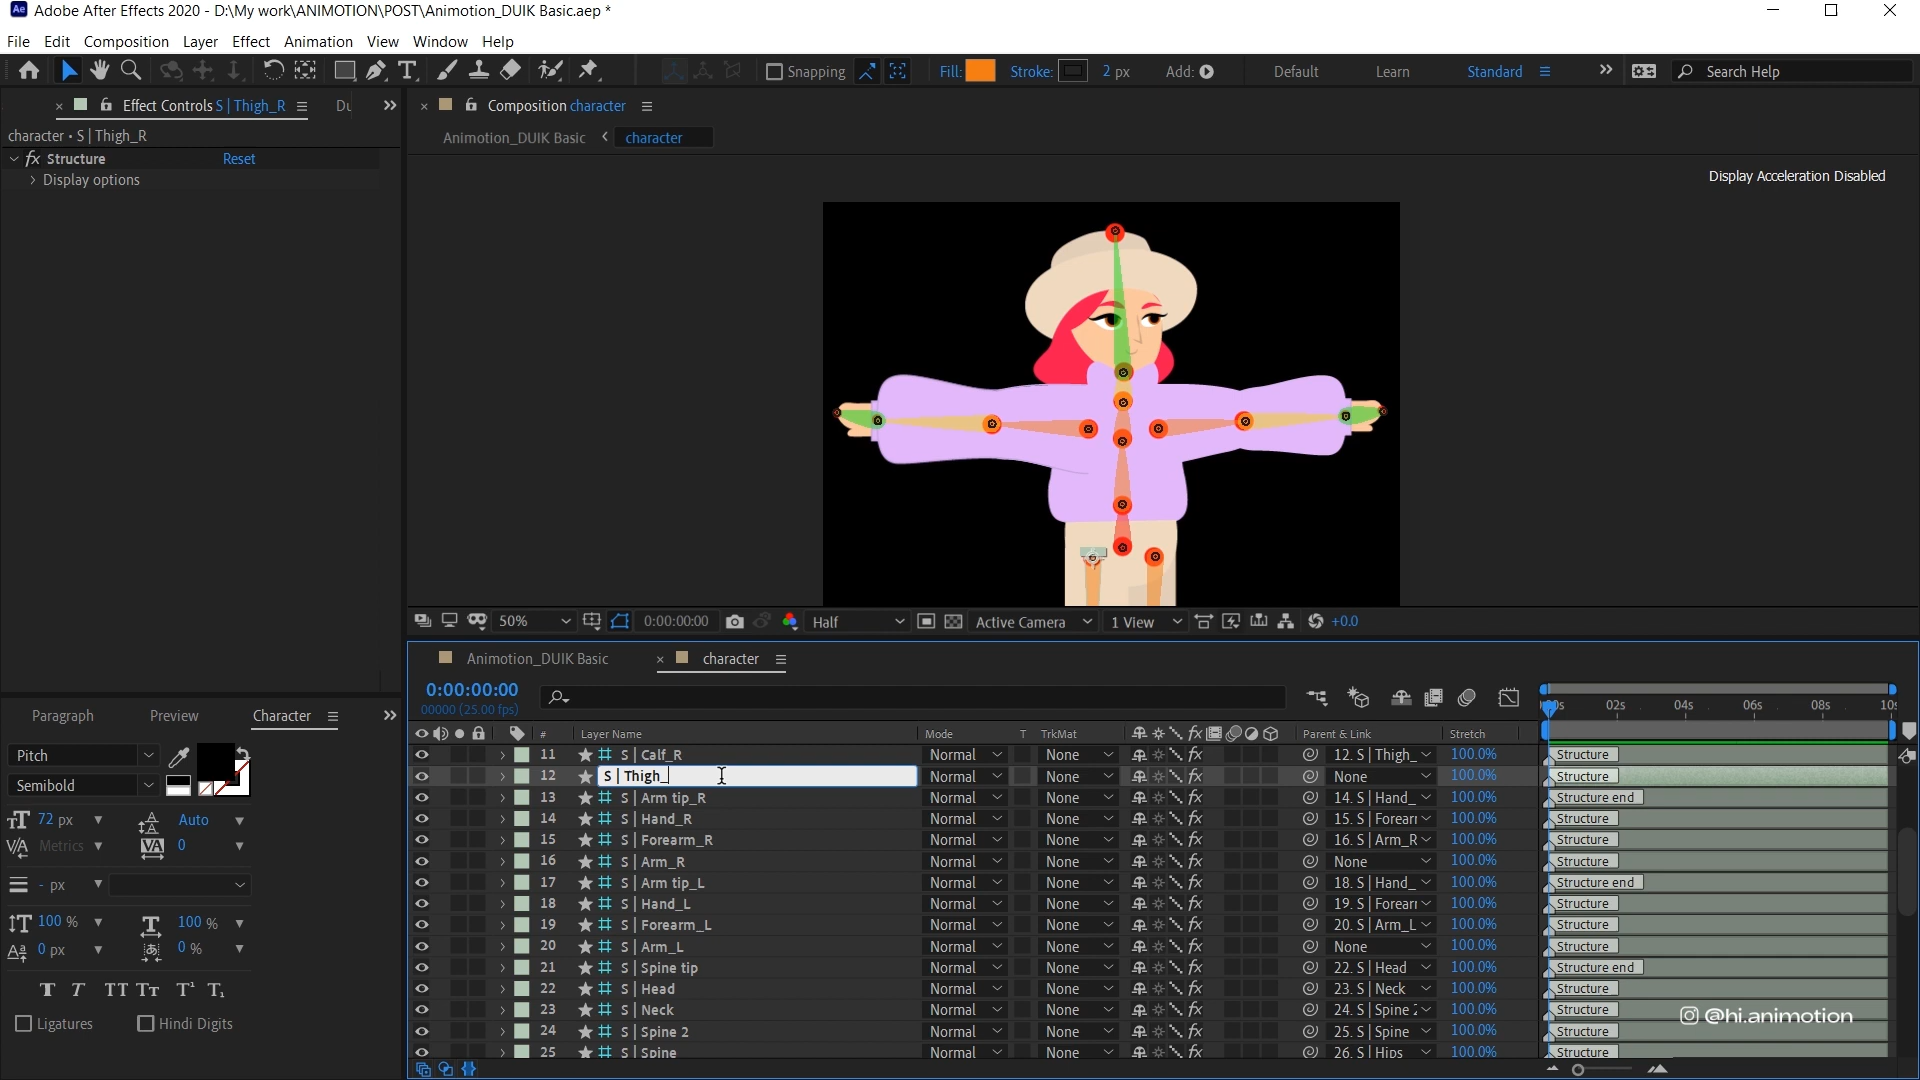 Adobe After Effects 2020 - D:\My work\ANIMOTION\POST\Animotion_DUIK Basic.aep *
File Edit Composition Layer Effect Animation View Window Help
Snapping Fill: Stroke: 2 px Add: Default Learn Standard Search Help
Effect Controls S | Thigh_R
Composition character
character • S | Thigh_R
Animotion_DUIK Basic character
fx Structure Reset
Display options
Display Acceleration Disabled
50% 0:00:00:00 Half Active Camera 1 View +0.0
Animotion_DUIK Basic character
0:00:00:00
00000 (25.00 fps)
02s 04s 06s 08s
# Layer Name Mode T TrkMat Parent & Link Stretch
11 S | Calf_R Normal None 12. S | Thigh_ 100.0% Structure
12 S | Thigh_ Normal None 100.0% Structure
13 S | Arm tip_R Normal None 14. S | Hand_ 100.0% Structure end
14 S | Hand_R Normal None 15. S | Forearr 100.0% Structure
15 S | Forearm_R Normal None 16. S | Arm_R 100.0% Structure
16 S | Arm_R Normal None None 100.0% Structure
17 S | Arm tip_L Normal None 18. S | Hand_ 100.0% Structure end
18 S | Hand_L Normal None 19. S | Forearr 100.0% Structure
19 S | Forearm_L Normal None 20. S | Arm_L 100.0% Structure
20 S | Arm_L Normal None None 100.0% Structure
21 S | Spine tip Normal None 22. S | Head 100.0% Structure end
22 S | Head Normal None 23. S | Neck 100.0% Structure
23 S | Neck Normal None 24. S | Spine 2 100.0% Structure
24 S | Spine 2 Normal None 25. S | Spine 100.0% Structure
25 S | Spine Normal None 26. S | Hips 100.0% Structure
Paragraph Preview Character
Pitch
Semibold
72 px Auto
Metrics 0
- px
100 % 100 %
0 px 0 %
T T TT Tt T¹ T₁
Ligatures Hindi Digits
@hi.animotion